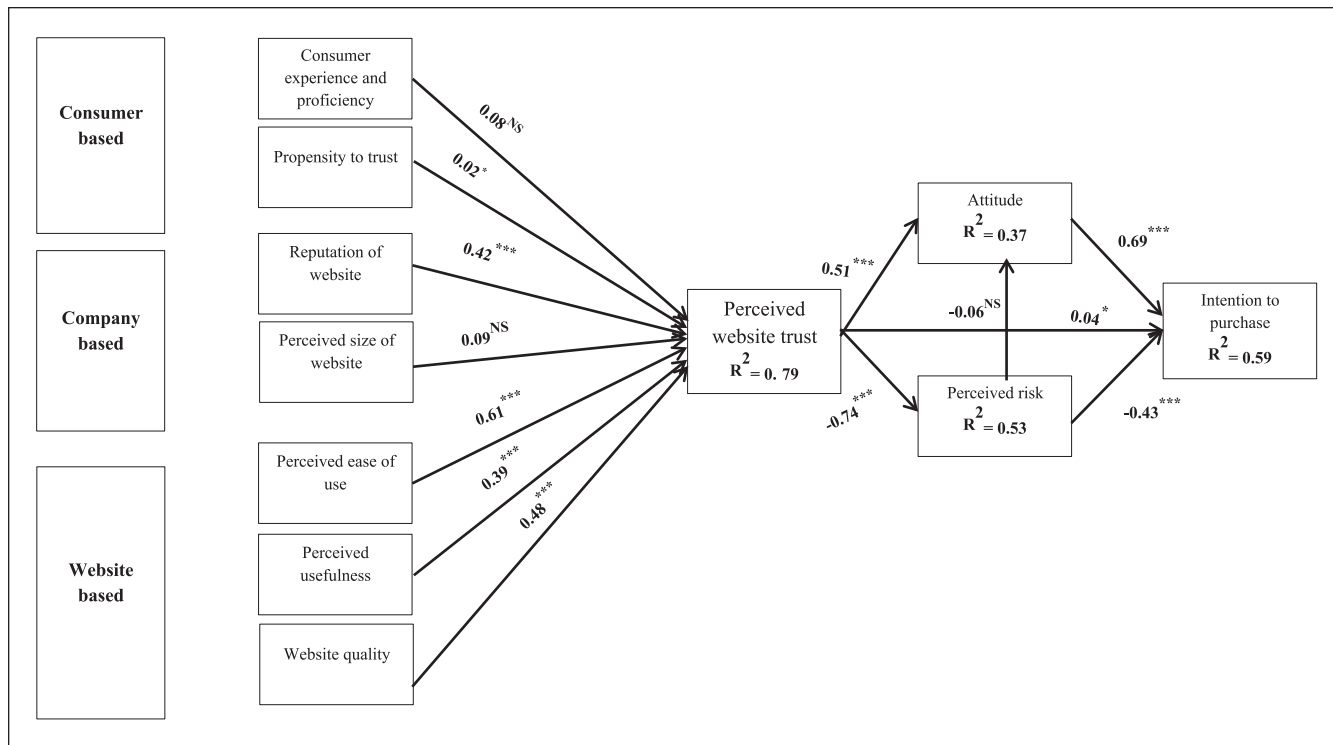 Consumer
based
Company
based
Website
based
Consumer
experience and
proficiency
Propensity to trust
Reputation of
website
Perceived size of
website
Perceived ease of
use
Perceived
usefulness
Website quality
0.08 NS
0.02 *
0.42 ***
0.09 NS
0.61 ***
0.39 ***
0.48 ***
Perceived
website trust
R2 = 0. 79
0.51 ***
-0.74 ***
Attitude
R2 = 0.37
-0.06 NS
0.04 *
Perceived risk
R2 = 0.53
0.69 ***
-0.43 ***
Intention to
purchase
R2 = 0.59